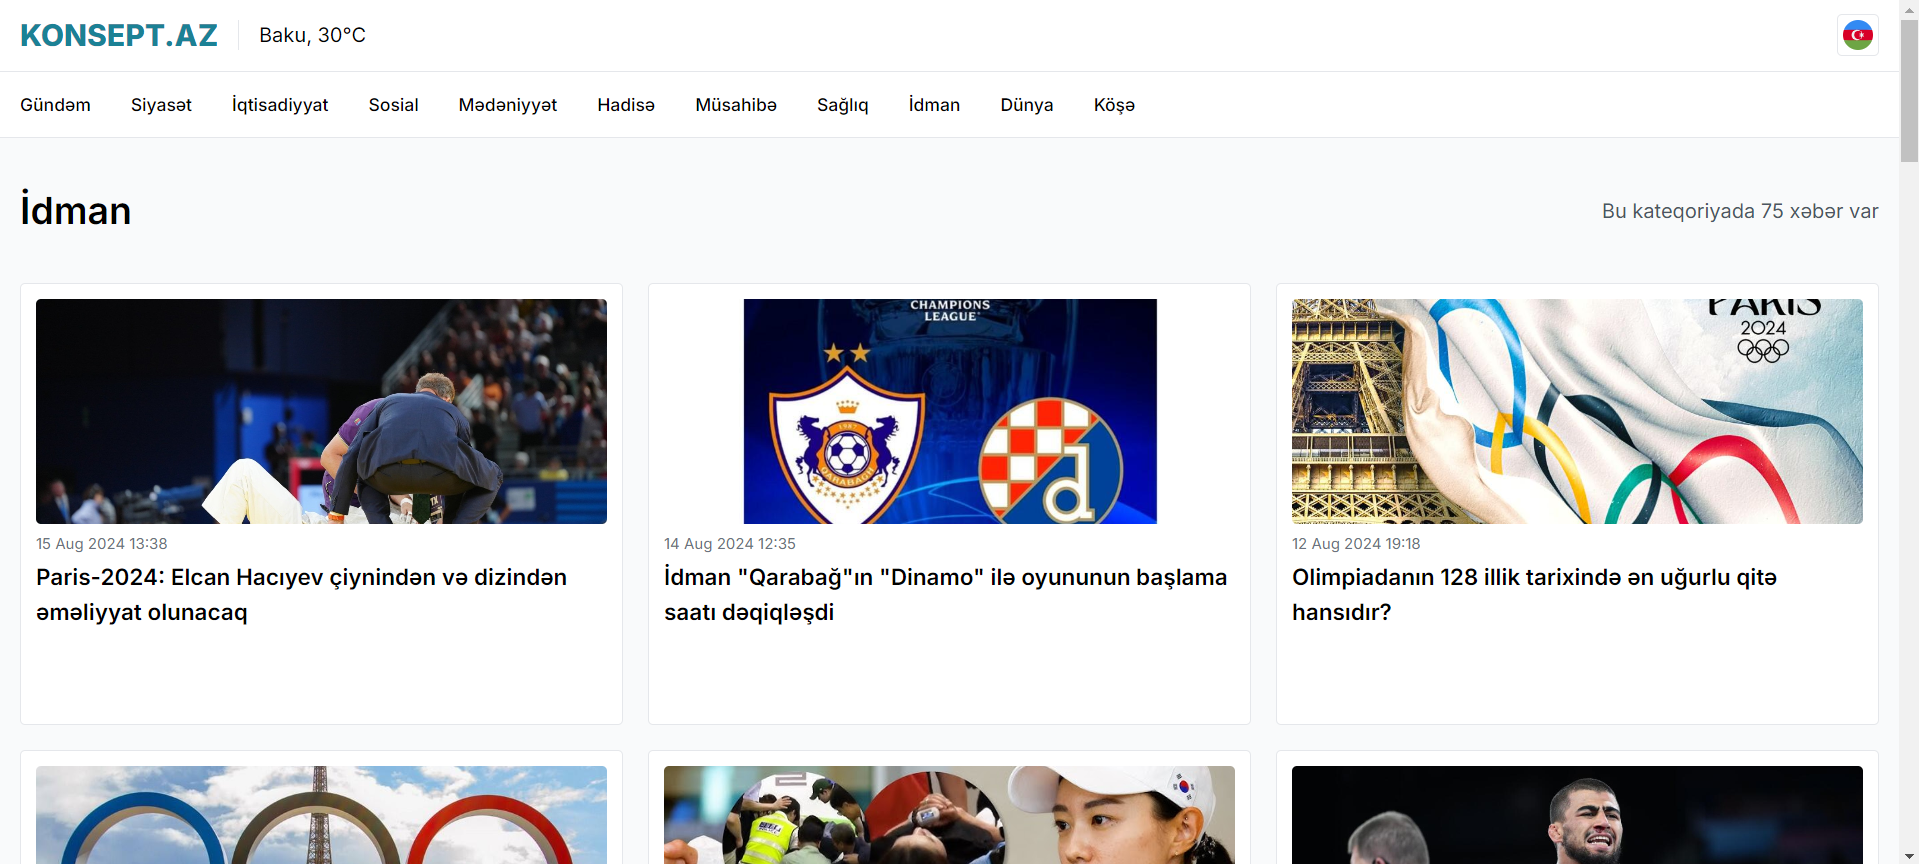 KONSEPT.AZ
Baku, 30°C
Gündəm Siyasət İqtisadiyyat Sosial Mədəniyyət Hadisə Müsahibə Sağlıq İdman Dünya Köşə
İdman
Bu kateqoriyada 75 xəbər var
CHAMPIONS
LEAGUE
1987
QARABAGH
d
PARIS
2024
15 Aug 2024 13:38
Paris-2024: Elcan Hacıyev çiynindən və dizindən
əməliyyat olunacaq
14 Aug 2024 12:35
İdman "Qarabağ"ın "Dinamo" ilə oyununun başlama
saatı dəqiqləşdi
12 Aug 2024 19:18
Olimpiadanın 128 illik tarixində ən uğurlu qitə
hansıdır?